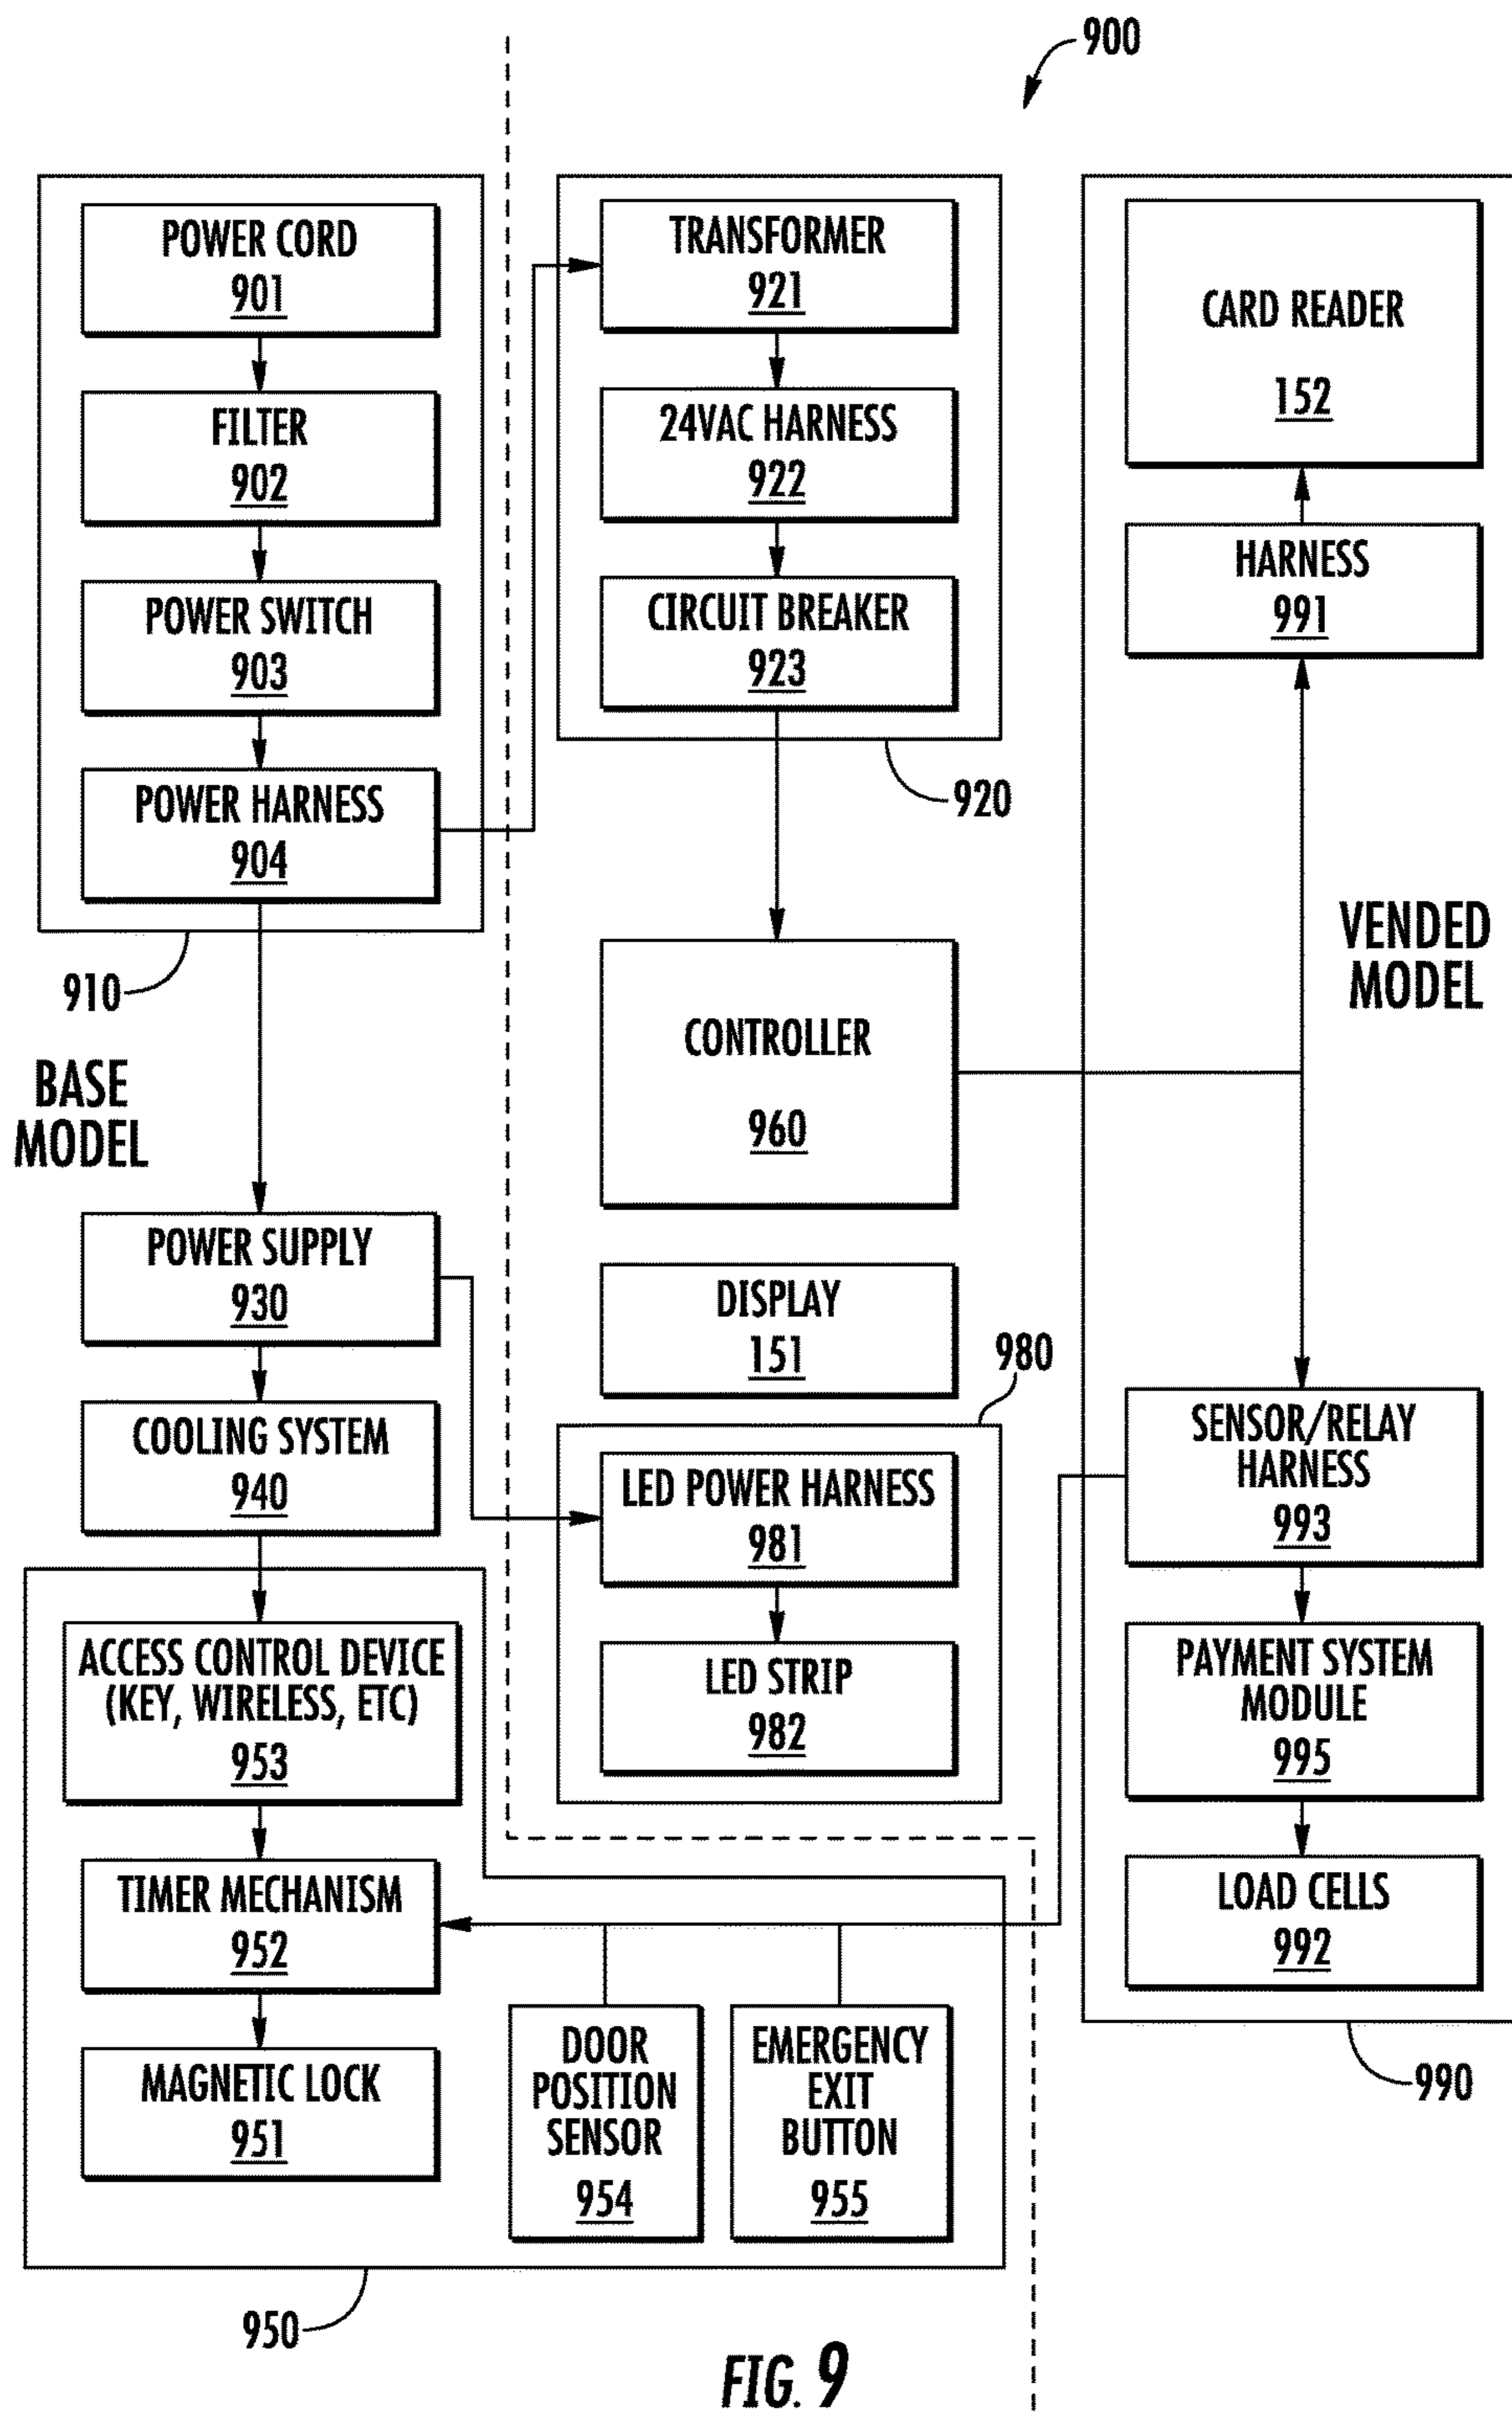 900
POWER CORD
901
FILTER
902
POWER SWITCH
903
POWER HARNESS
904
910
BASE
MODEL
POWER SUPPLY
930
COOLING SYSTEM
940
ACCESS CONTROL DEVICE
(KEY, WIRELESS, ETC)
953
TIMER MECHANISM
952
MAGNETIC LOCK
951
DOOR
POSITION
SENSOR
954
EMERGENCY
EXIT
BUTTON
955
950
TRANSFORMER
921
24VAC HARNESS
922
CIRCUIT BREAKER
923
920
CONTROLLER
960
DISPLAY
151
980
LED POWER HARNESS
981
LED STRIP
982
CARD READER
152
HARNESS
991
VENDED
MODEL
SENSOR/RELAY
HARNESS
993
PAYMENT SYSTEM
MODULE
995
LOAD CELLS
992
990
FIG. 9